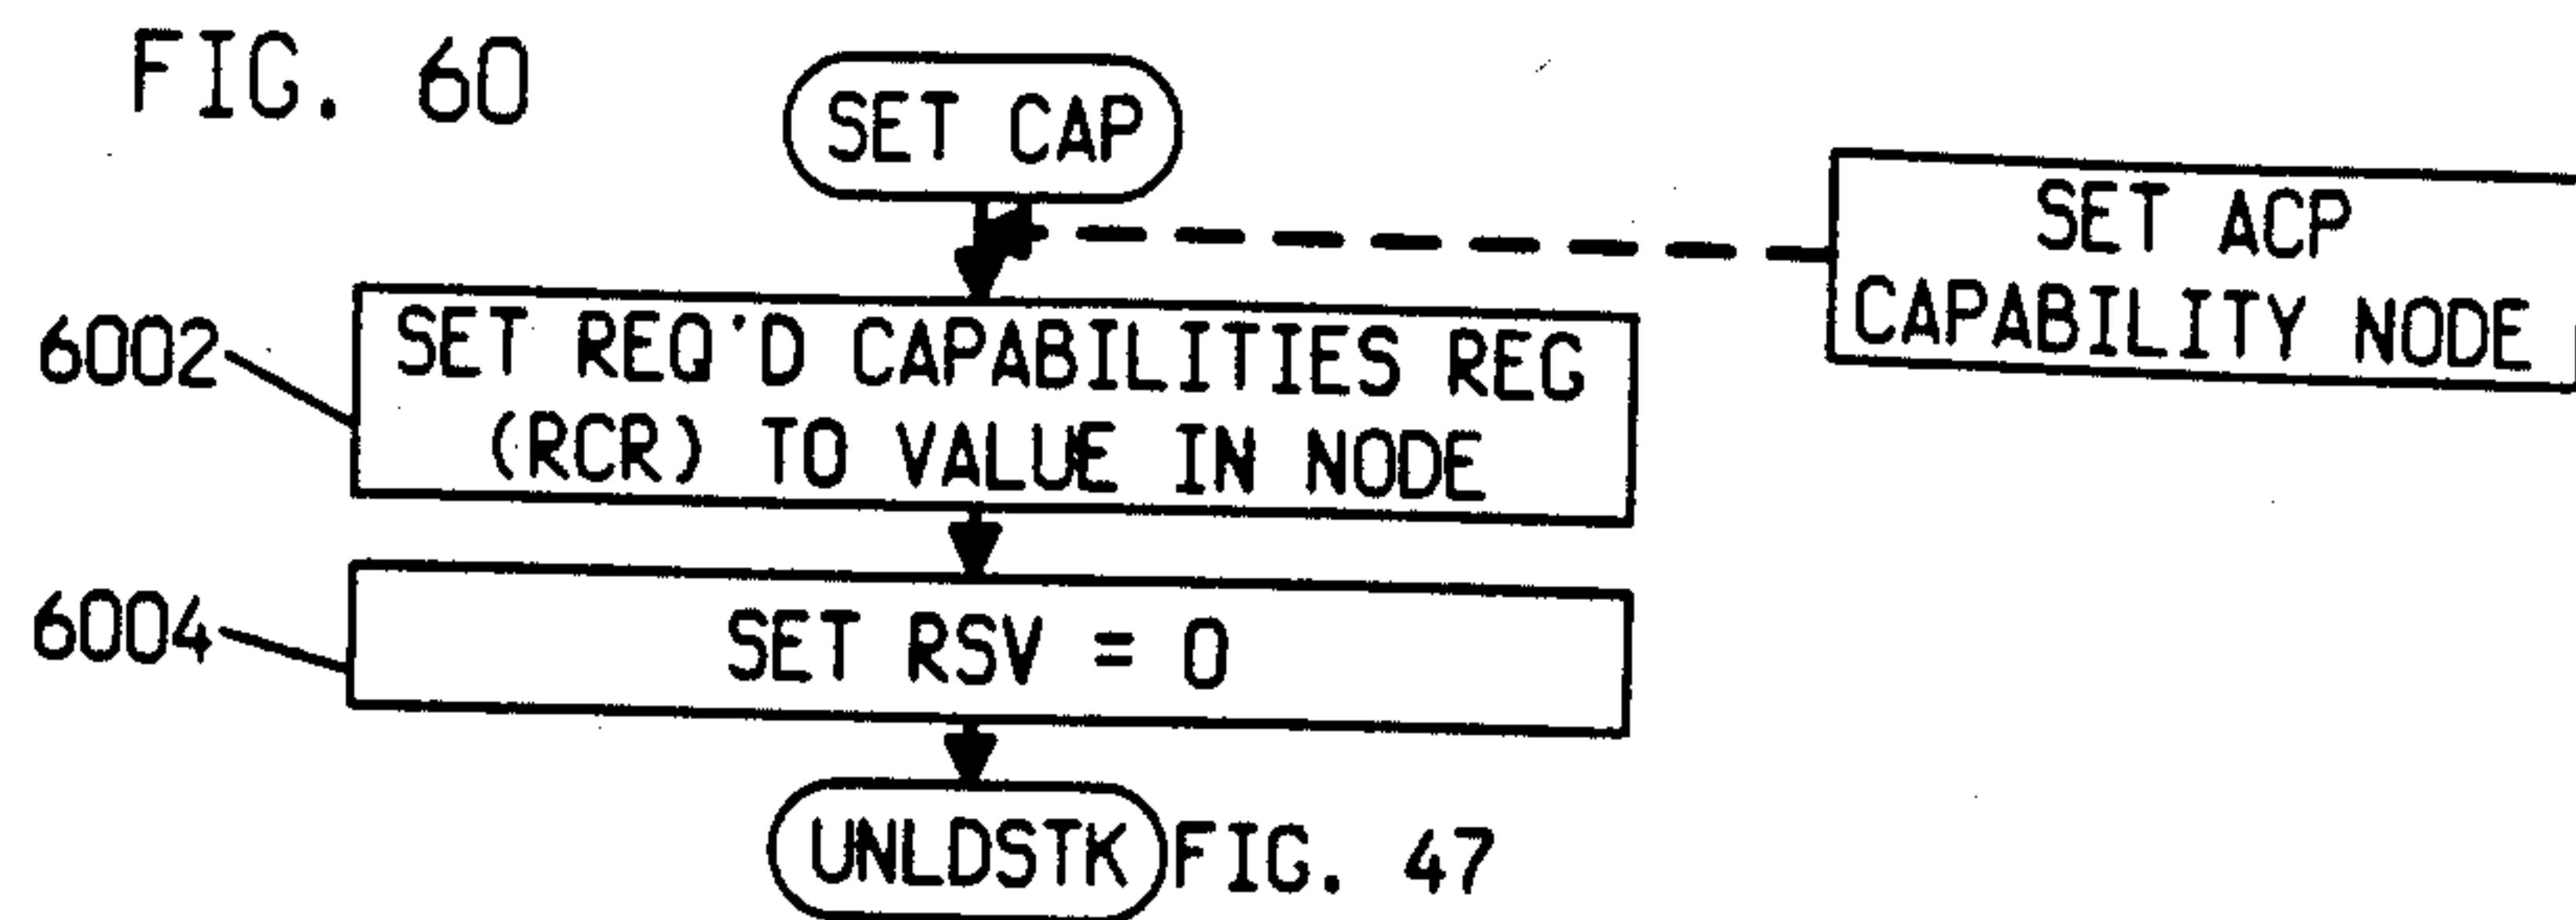 FIG. 60
SET CAP
SET ACP
CAPABILITY NODE
6002
SET REQ'D CAPABILITIES REG
(RCR) TO VALUE IN NODE
6004
SET RSV = 0
UNLDSTK FIG. 47